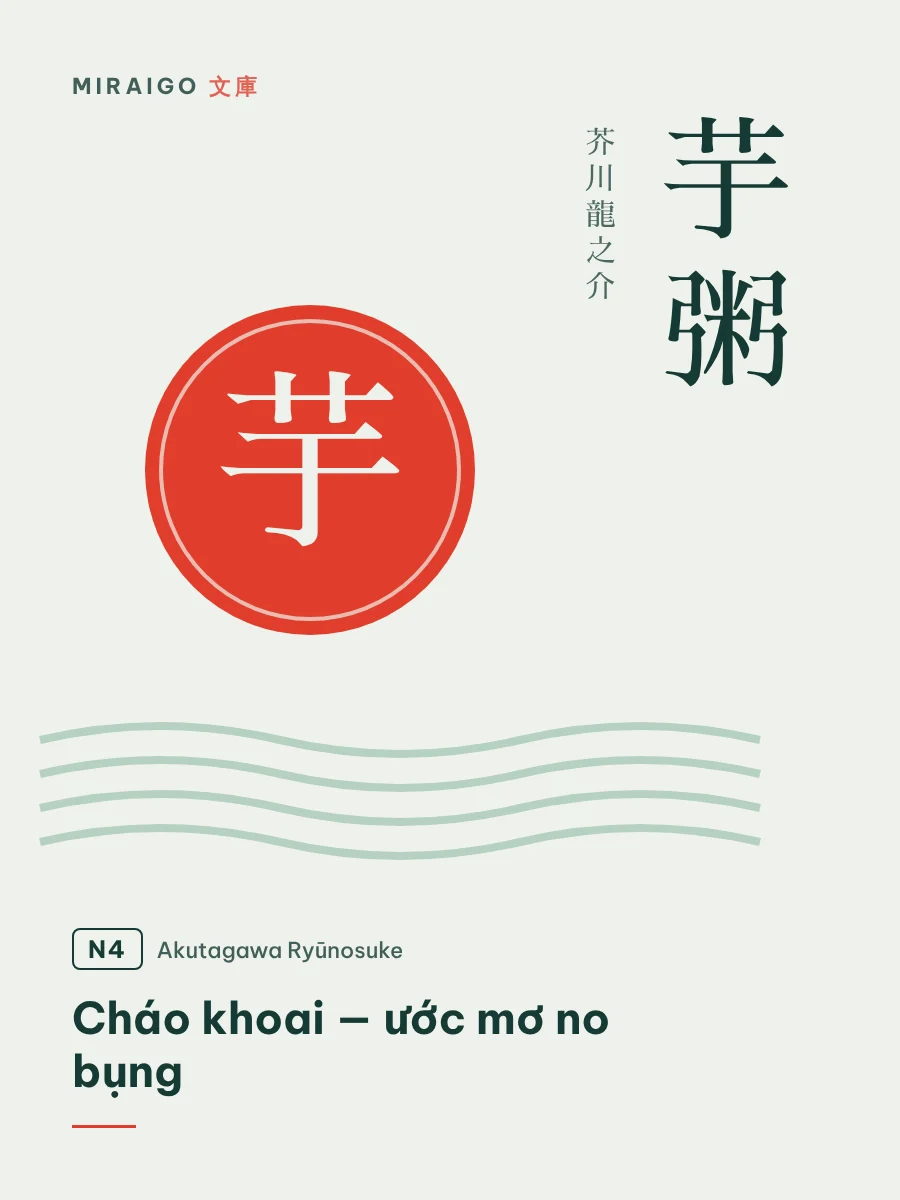 MIRAIGO 文庫
芋粥
芥川龍之介
芋
N4 Akutagawa Ryūnosuke
Cháo khoai — ước mơ no
bụng